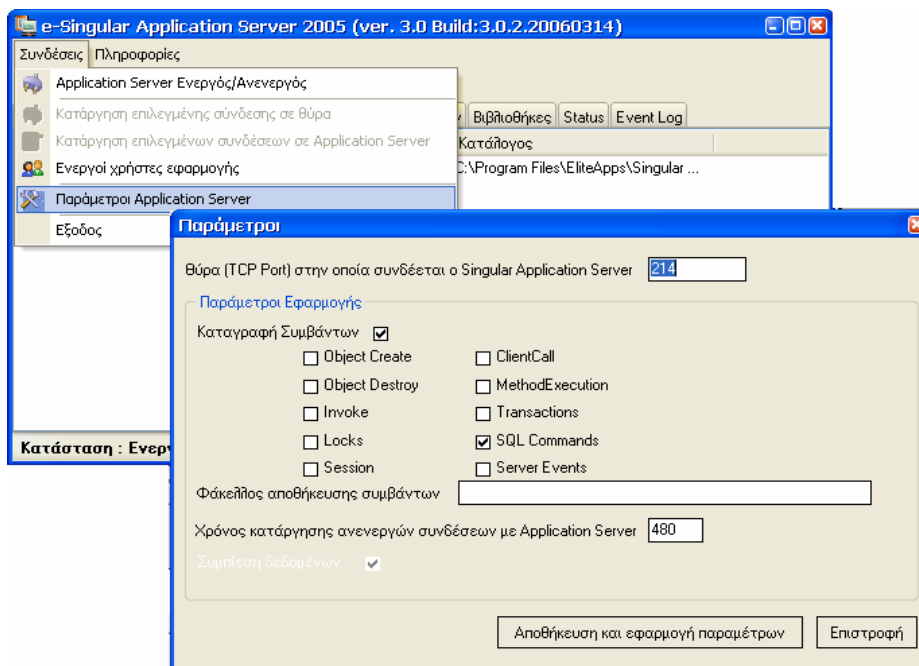 e-Singular Application Server 2005 (ver. 3.0 Build:3.0.2.20060314)
Συνδέσεις Πληροφορίες
Application Server Ενεργός/Ανενεργός
Κατάργηση επιλεγμένης σύνδεσης σε θύρα
Κατάργηση επιλεγμένων συνδέσεων σε Application Server
Ενεργοί χρήστες εφαρμογής
Παράμετροι Application Server
Εξοδος
Βιβλιοθήκες Status Event Log
Κατάλογος
C:\Program Files\EliteApps\Singular ...
Κατάσταση : Ενεργ
Παράμετροι
Θύρα (TCP Port) στην οποία συνδέεται ο Singular Application Server 214
Παράμετροι Εφαρμογής
Καταγραφή Συμβάντων
Object Create ClientCall
Object Destroy MethodExecution
Invoke Transactions
Locks SQL Commands
Session Server Events
Φάκελλος αποθήκευσης συμβάντων
Χρόνος κατάργησης ανενεργών συνδέσεων με Application Server 480
Συμπίεση δεδομένων
Αποθήκευση και εφαρμογή παραμέτρων Επιστροφή